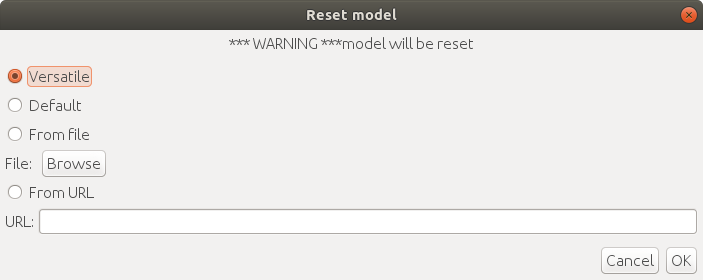 Reset model
*** WARNING ***model will be reset
Versatile
Default
From file
File: Browse
From URL
URL:
Cancel OK